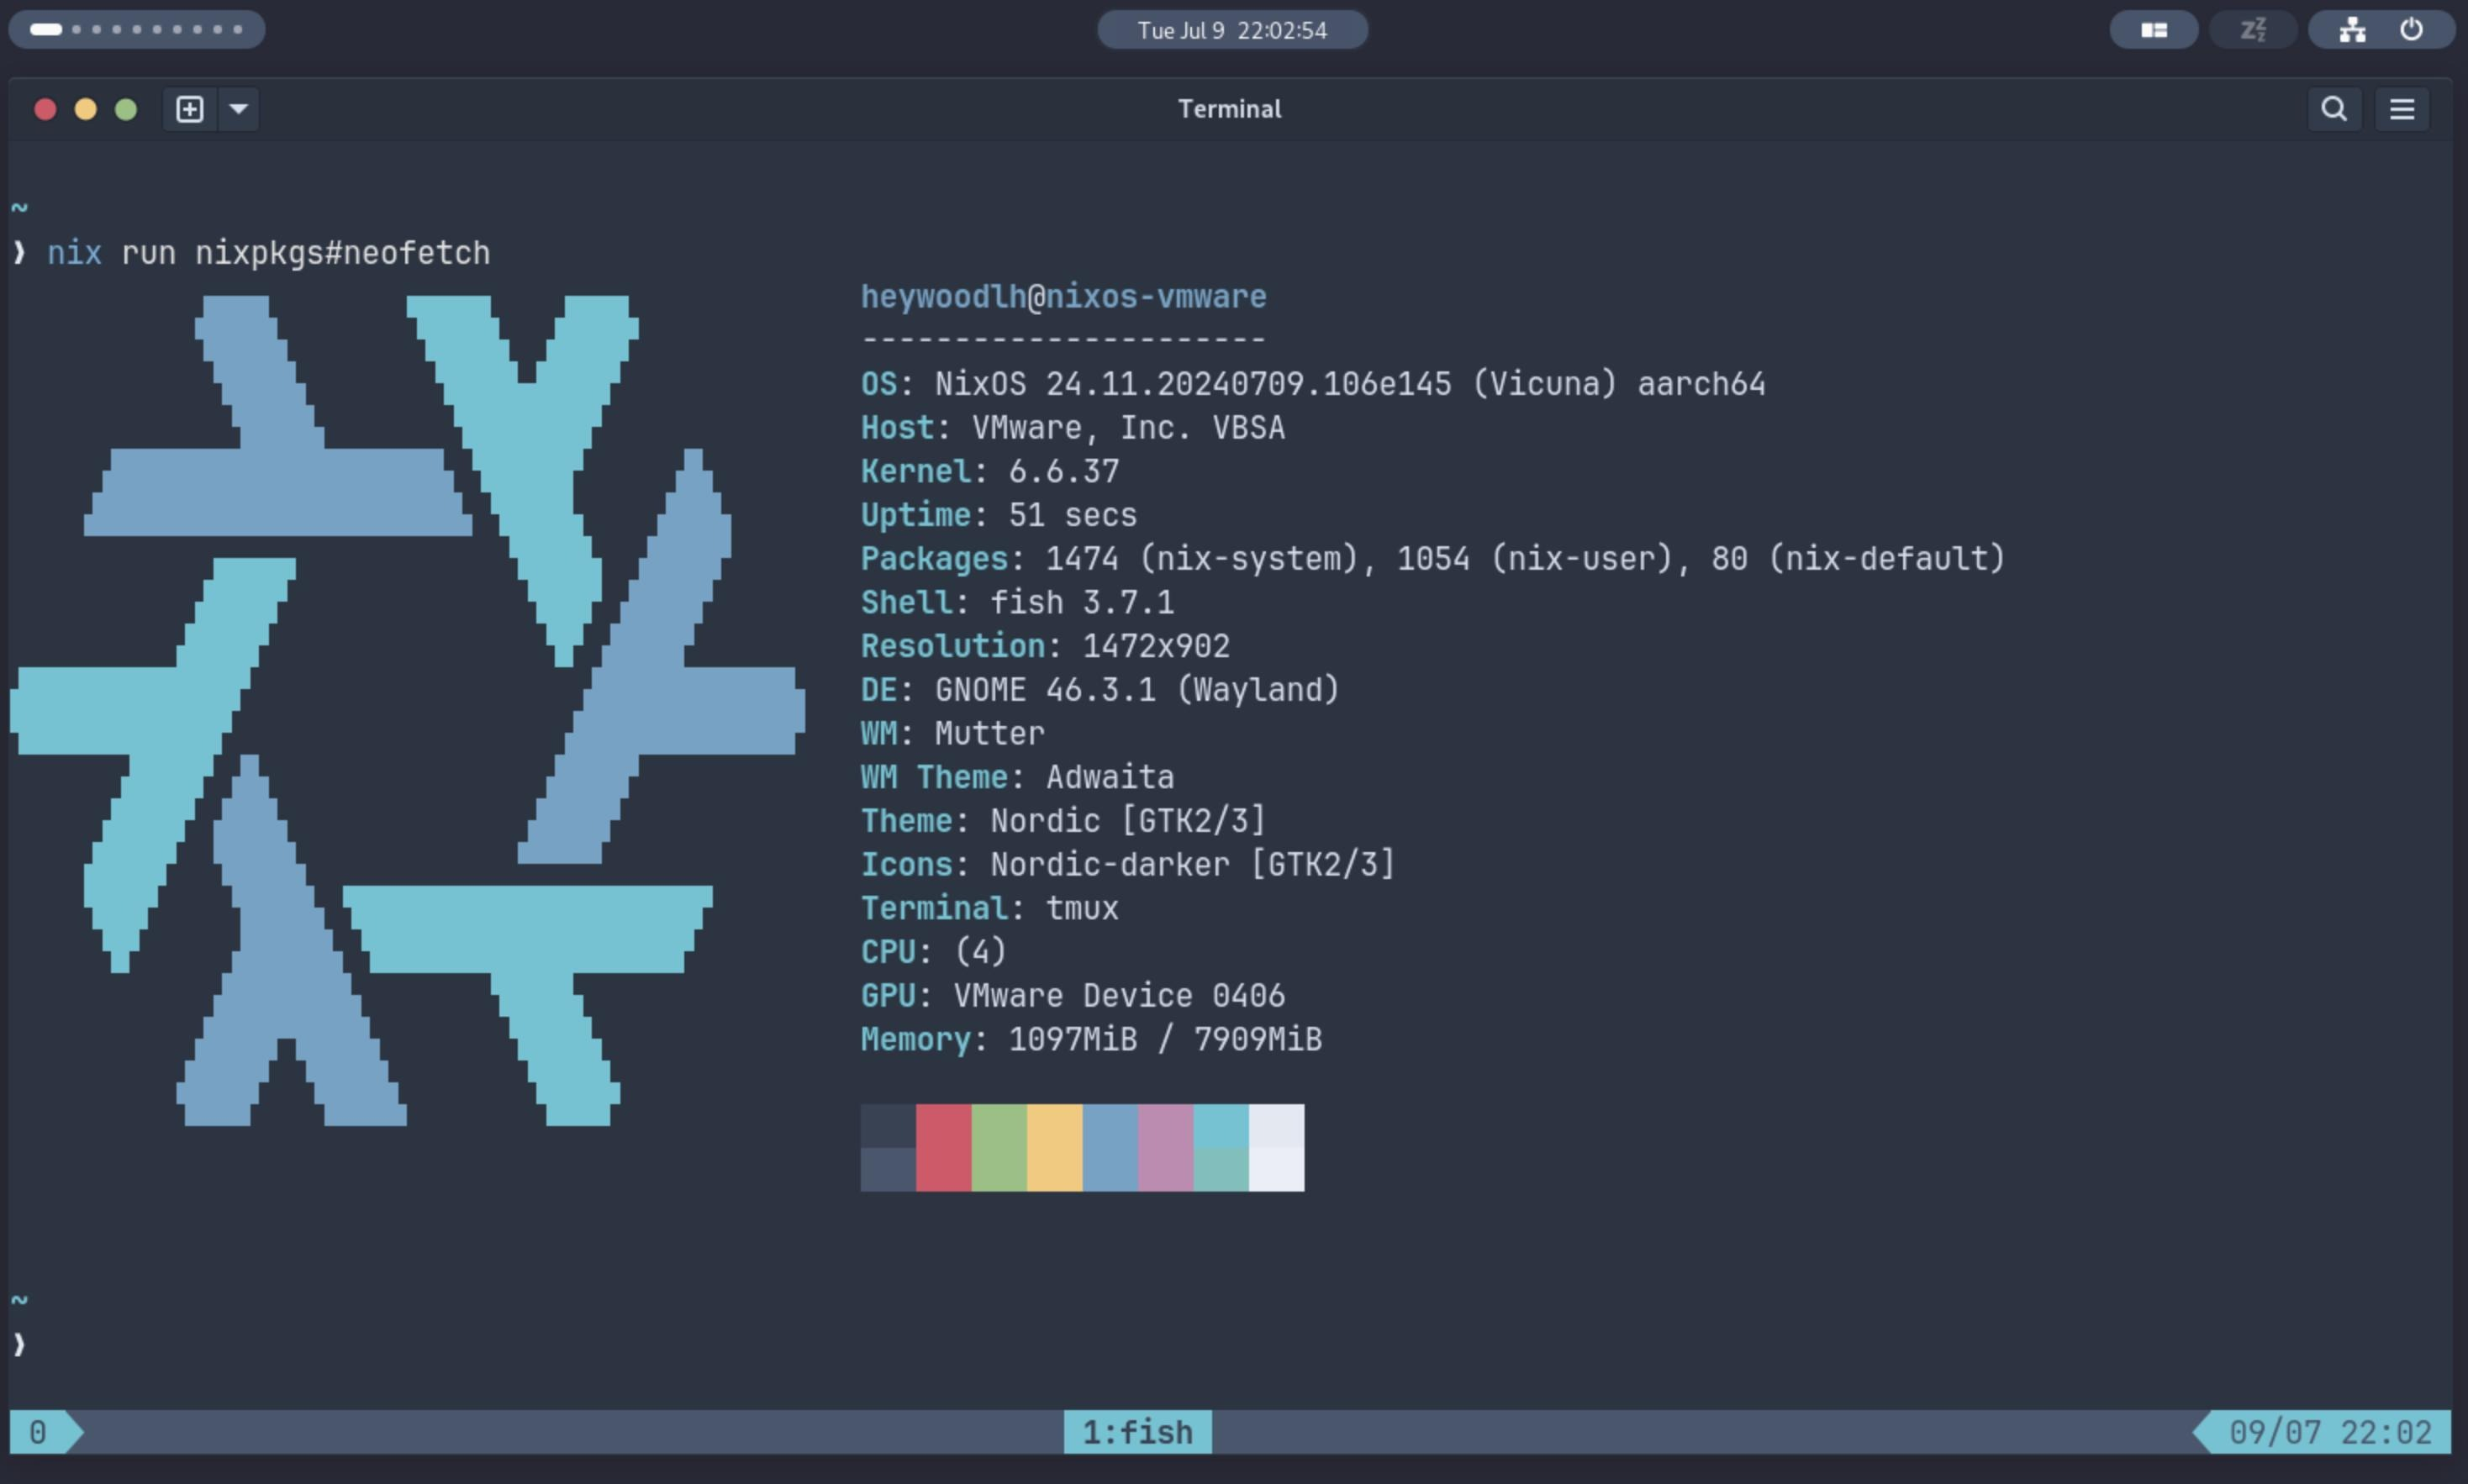 Tue Jul 9 22:02:54
Terminal
~
❯ nix run nixpkgs#neofetch
heywoodlh@nixos-vmware
----------------------
OS: NixOS 24.11.20240709.106e145 (Vicuna) aarch64
Host: VMware, Inc. VBSA
Kernel: 6.6.37
Uptime: 51 secs
Packages: 1474 (nix-system), 1054 (nix-user), 80 (nix-default)
Shell: fish 3.7.1
Resolution: 1472x902
DE: GNOME 46.3.1 (Wayland)
WM: Mutter
WM Theme: Adwaita
Theme: Nordic [GTK2/3]
Icons: Nordic-darker [GTK2/3]
Terminal: tmux
CPU: (4)
GPU: VMware Device 0406
Memory: 1097MiB / 7909MiB
~
❯
0 1:fish 09/07 22:02